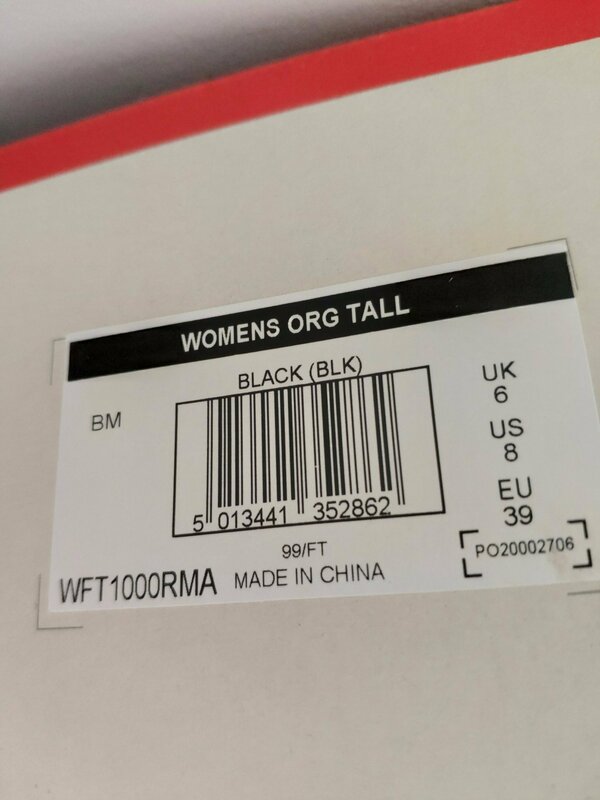 WOMENS ORG TALL
BLACK (BLK)
BM
5 013441 352862
UK
6
US
8
EU
39
99/FT
PO20002706
WFT1000RMA
MADE IN CHINA